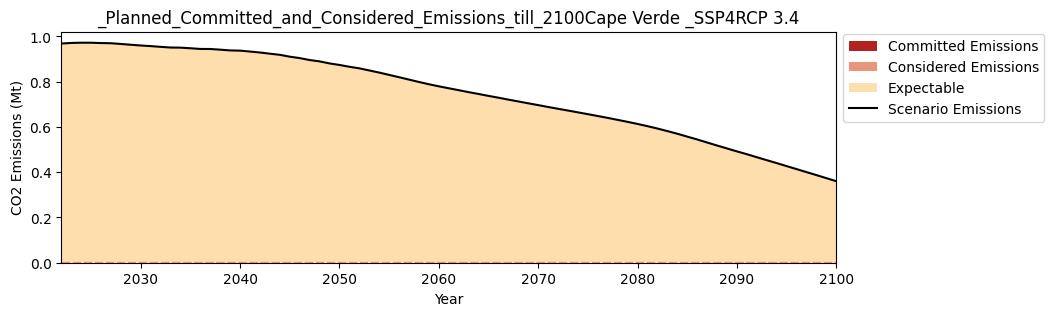 _Planned_Committed_and_Considered_Emissions_till_2100Cape Verde _SSP4RCP 3.4
CO2 Emissions (Mt)
1.0
0.8
0.6
0.4
0.2
0.0
2030 2040 2050 2060 2070 2080 2090 2100
Year
Committed Emissions
Considered Emissions
Expectable
Scenario Emissions